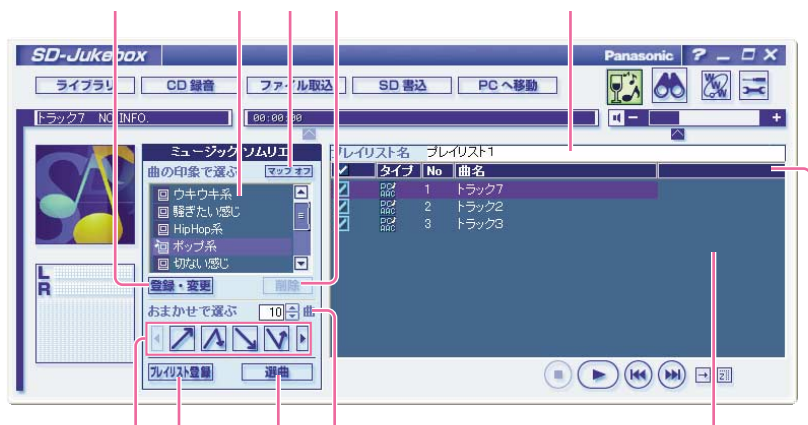 SD-Jukebox
Panasonic
ライブラリ CD 録音 ファイル取込 SD 書込 PC へ移動
トラック7 NO INFO.
00:00:00
ミュージックソムリエ
曲の印象で選ぶ マップオフ
ウキウキ系
騒ぎたい感じ
HipHop系
ポップ系
切ない感じ
登録・変更 削除
おまかせで選ぶ 10 曲
プレイリスト登録 選曲
プレイリスト名 プレイリスト1
タイプ No 曲名
PC/AAC 1 トラック7
PC/AAC 2 トラック2
PC/AAC 3 トラック3
L
R